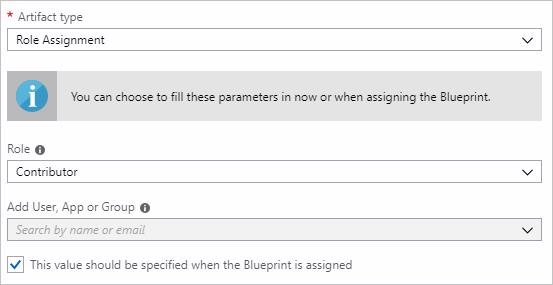 * Artifact type
Role Assignment
You can choose to fill these parameters in now or when assigning the Blueprint.
Role
Contributor
Add User, App or Group
Search by name or email
This value should be specified when the Blueprint is assigned